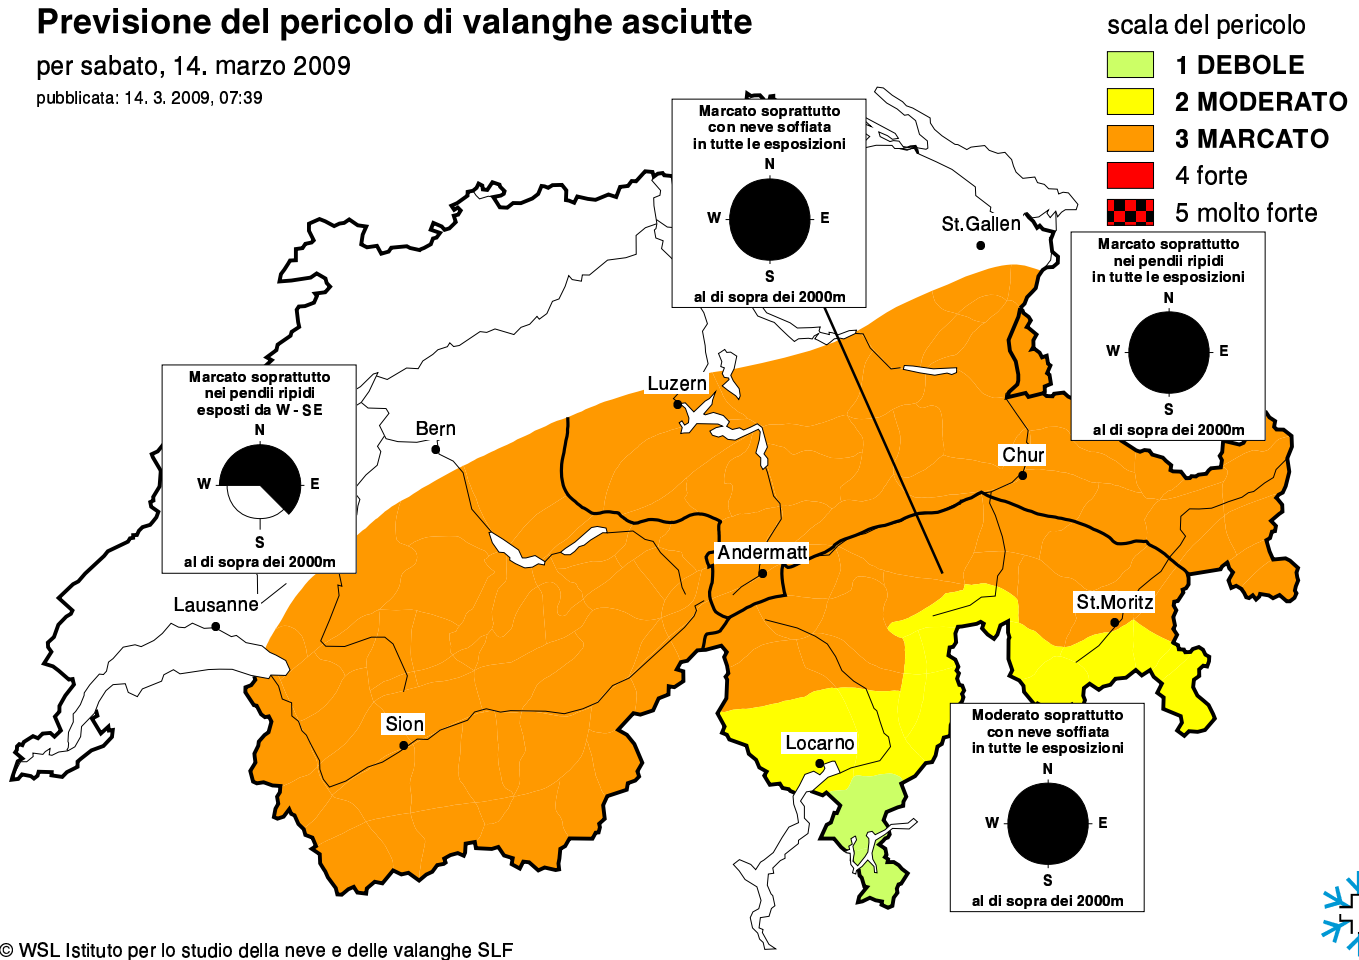 Previsione del pericolo di valanghe asciutte
per sabato, 14. marzo 2009
pubblicata: 14. 3. 2009, 07:39
scala del pericolo
1 DEBOLE
2 MODERATO
3 MARCATO
4 forte
5 molto forte
Marcato soprattutto
con neve soffiata
in tutte le esposizioni
N
W E
S
al di sopra dei 2000m
St.Gallen
Marcato soprattutto
nei pendii ripidi
in tutte le esposizioni
N
W E
S
al di sopra dei 2000m
Marcato soprattutto
nei pendii ripidi
esposti da W - SE
N
W E
S
al di sopra dei 2000m
Luzern
Bern
Chur
Andermatt
Lausanne
St.Moritz
Sion
Locarno
Moderato soprattutto
con neve soffiata
in tutte le esposizioni
N
W E
S
al di sopra dei 2000m
© WSL Istituto per lo studio della neve e delle valanghe SLF